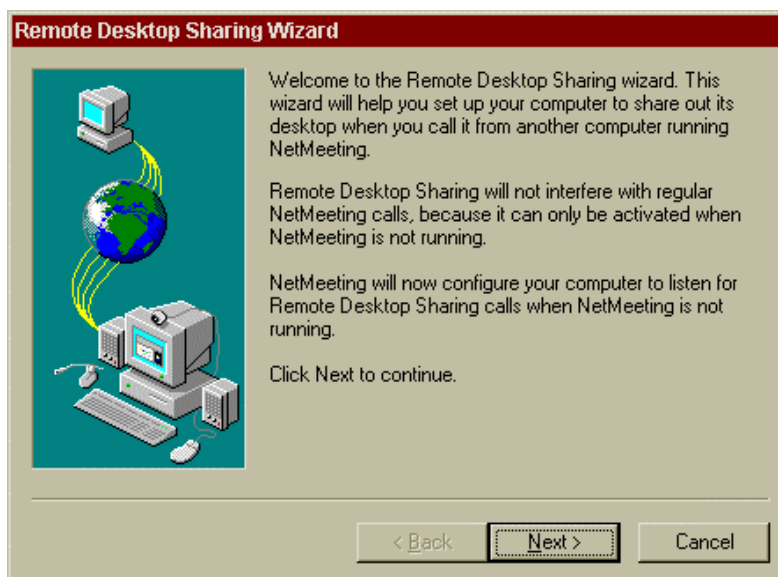 Remote Desktop Sharing Wizard
Welcome to the Remote Desktop Sharing wizard. This
wizard will help you set up your computer to share out its
desktop when you call it from another computer running
NetMeeting.
Remote Desktop Sharing will not interfere with regular
NetMeeting calls, because it can only be activated when
NetMeeting is not running.
NetMeeting will now configure your computer to listen for
Remote Desktop Sharing calls when NetMeeting is not
running.
Click Next to continue.
< Back
Next >
Cancel